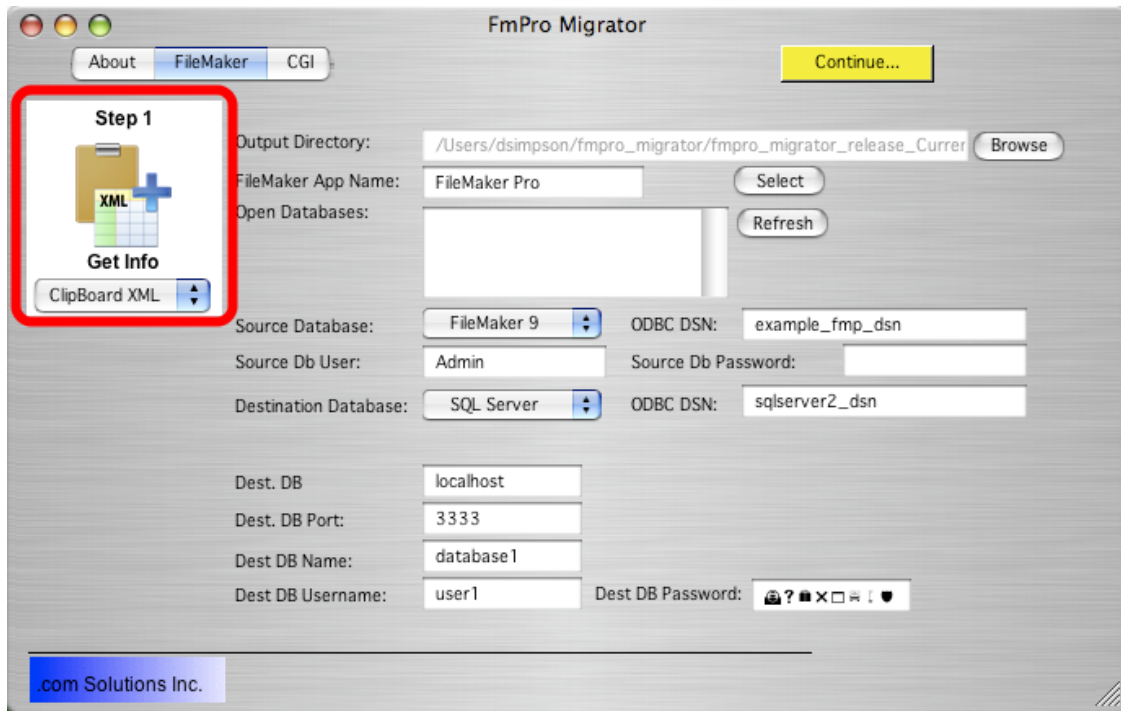 FmPro Migrator
About FileMaker CGI
Continue...
Step 1
XML
Get Info
ClipBoard XML
Output Directory: /Users/dsimpson/fmpro_migrator/fmpro_migrator_release_Currer Browse
FileMaker App Name: FileMaker Pro Select
Open Databases: Refresh
Source Database: FileMaker 9 ODBC DSN: example_fmp_dsn
Source Db User: Admin Source Db Password:
Destination Database: SQL Server ODBC DSN: sqlserver2_dsn
Dest. DB localhost
Dest. DB Port: 3333
Dest DB Name: database1
Dest DB Username: user1 Dest DB Password:
.com Solutions Inc.